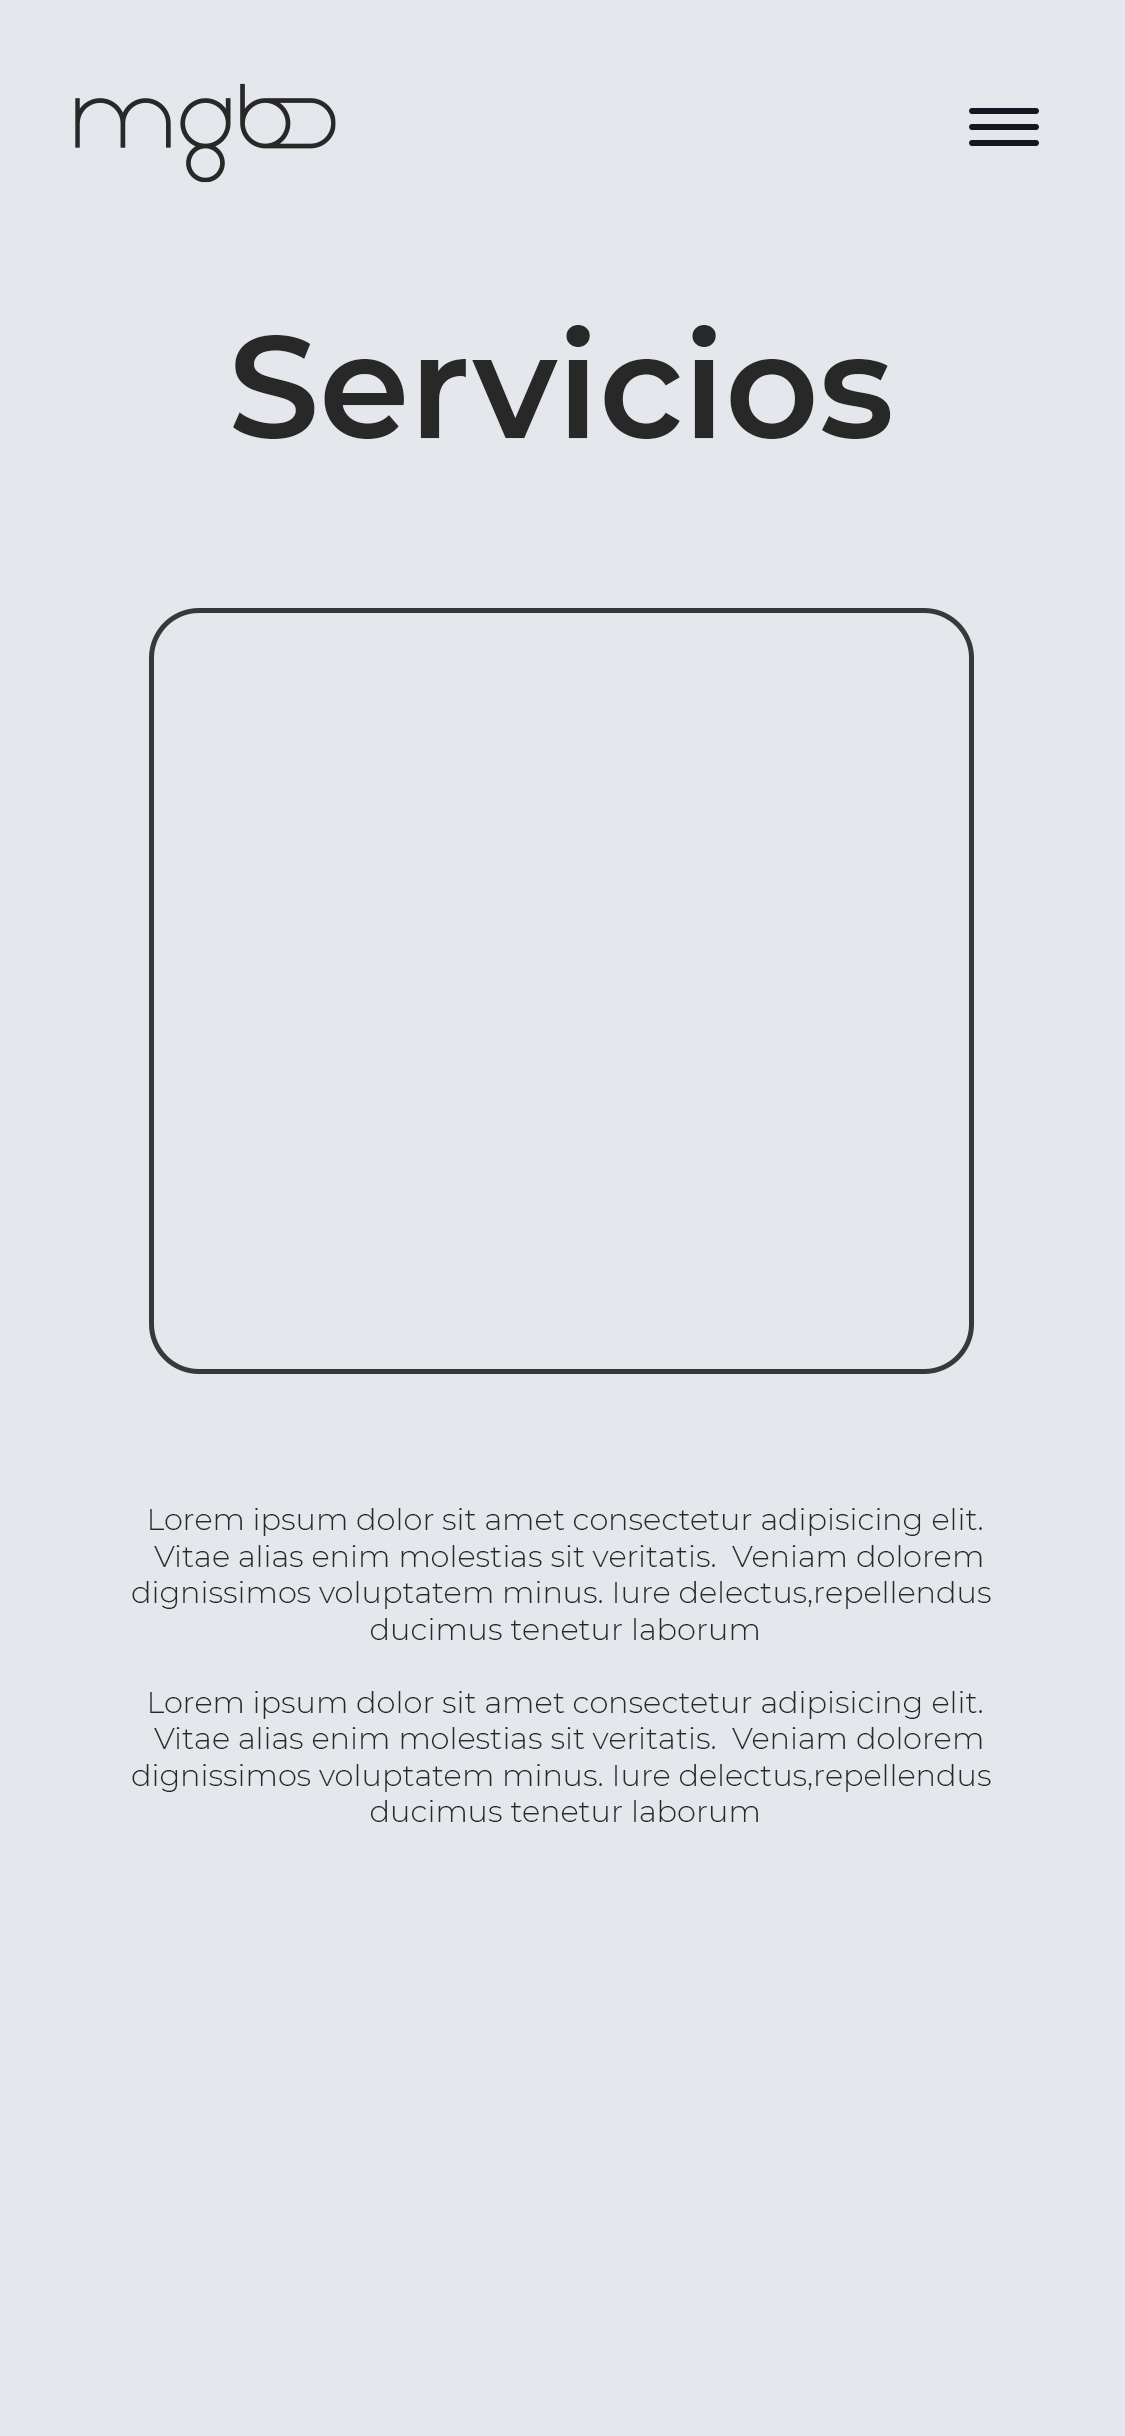 mgb
Servicios
Lorem ipsum dolor sit amet consectetur adipisicing elit.
Vitae alias enim molestias sit veritatis.  Veniam dolorem
dignissimos voluptatem minus. Iure delectus,repellendus
ducimus tenetur laborum
Lorem ipsum dolor sit amet consectetur adipisicing elit.
Vitae alias enim molestias sit veritatis.  Veniam dolorem
dignissimos voluptatem minus. Iure delectus,repellendus
ducimus tenetur laborum